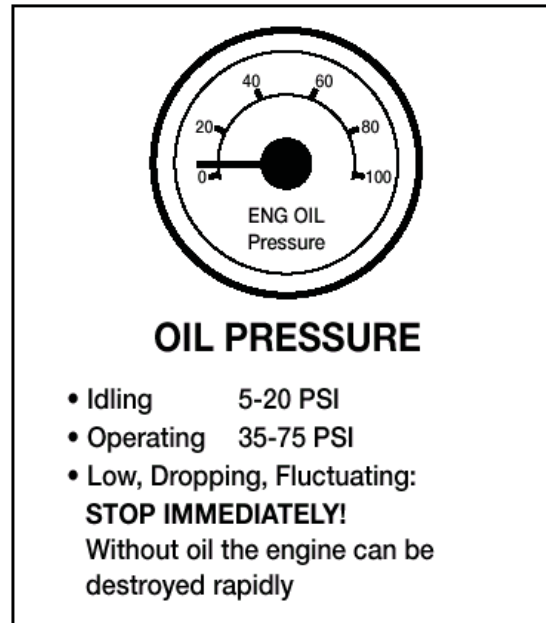 40 60
20 80
0 100
ENG OIL
Pressure
OIL PRESSURE
• Idling 5-20 PSI
• Operating 35-75 PSI
• Low, Dropping, Fluctuating:
STOP IMMEDIATELY!
Without oil the engine can be
destroyed rapidly